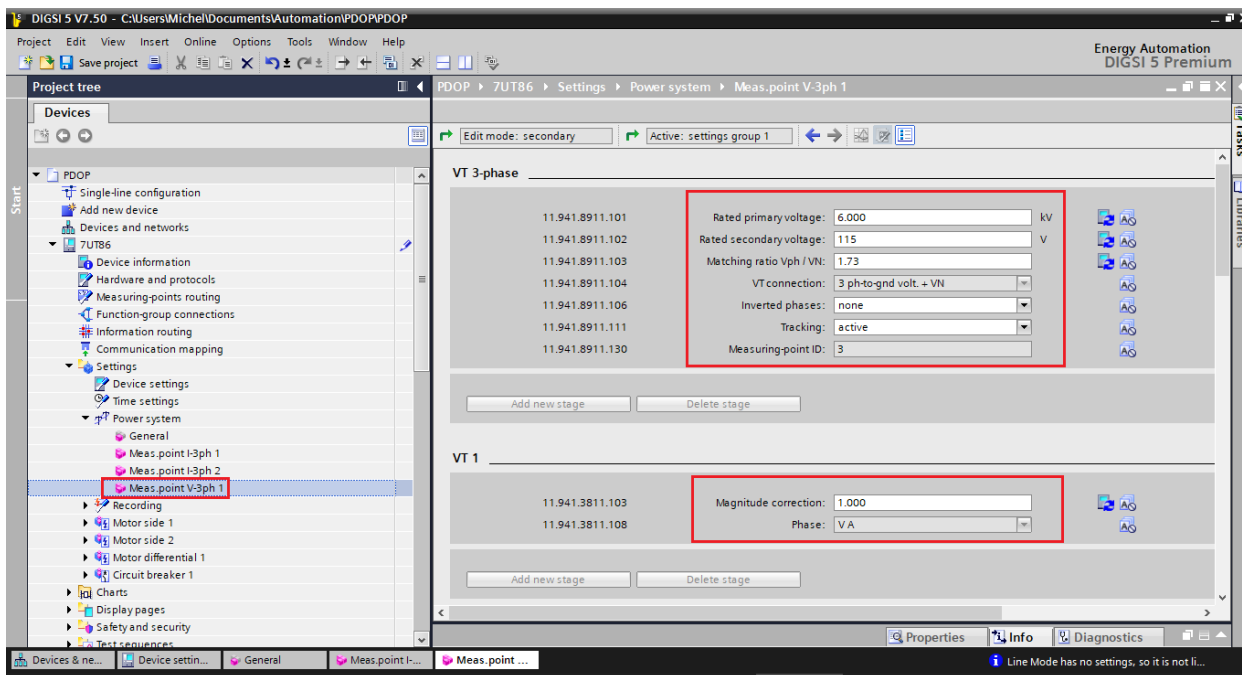 DIGSI 5 V7.50 - C:\Users\Michel\Documents\Automation\PDOP\PDOP
Project Edit View Insert Online Options Tools Window Help
Save project
Energy Automation
DIGSI 5 Premium
Project tree
PDOP ▸ 7UT86 ▸ Settings ▸ Power system ▸ Meas.point V-3ph 1
Devices
Edit mode: secondary
Active: settings group 1
Start
Tasks
Libraries
PDOP
Single-line configuration
Add new device
Devices and networks
7UT86
Device information
Hardware and protocols
Measuring-points routing
Function-group connections
Information routing
Communication mapping
Settings
Device settings
Time settings
Power system
General
Meas.point I-3ph 1
Meas.point I-3ph 2
Meas.point V-3ph 1
Recording
Motor side 1
Motor side 2
Motor differential 1
Circuit breaker 1
Charts
Display pages
Safety and security
Test sequences
VT 3-phase
11.941.8911.101 Rated primary voltage: 6.000 kV
11.941.8911.102 Rated secondary voltage: 115 V
11.941.8911.103 Matching ratio Vph / VN: 1.73
11.941.8911.104 VT connection: 3 ph-to-gnd volt. + VN
11.941.8911.106 Inverted phases: none
11.941.8911.111 Tracking: active
11.941.8911.130 Measuring-point ID: 3
Add new stage Delete stage
VT 1
11.941.3811.103 Magnitude correction: 1.000
11.941.3811.108 Phase: V A
Add new stage Delete stage
Properties Info Diagnostics
Devices & ne... Device settin... General Meas.point I-... Meas.point ... Line Mode has no settings, so it is not li...